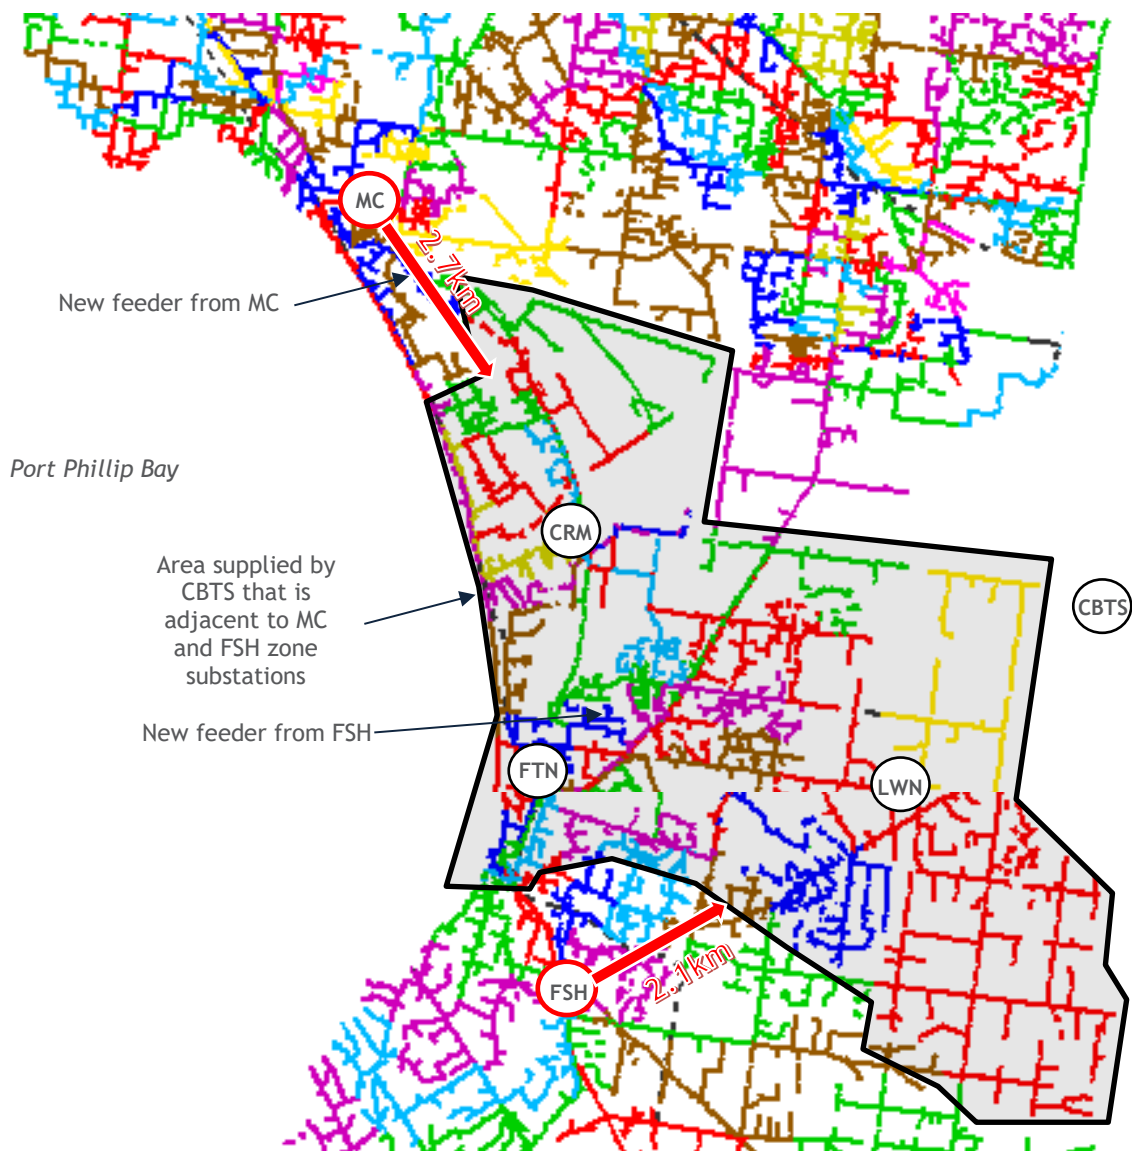 MC
2.7km
New feeder from MC
Port Phillip Bay
CRM
Area supplied by
CBTS that is
adjacent to MC
and FSH zone
substations
CBTS
New feeder from FSH
FTN
LWN
2.1km
FSH